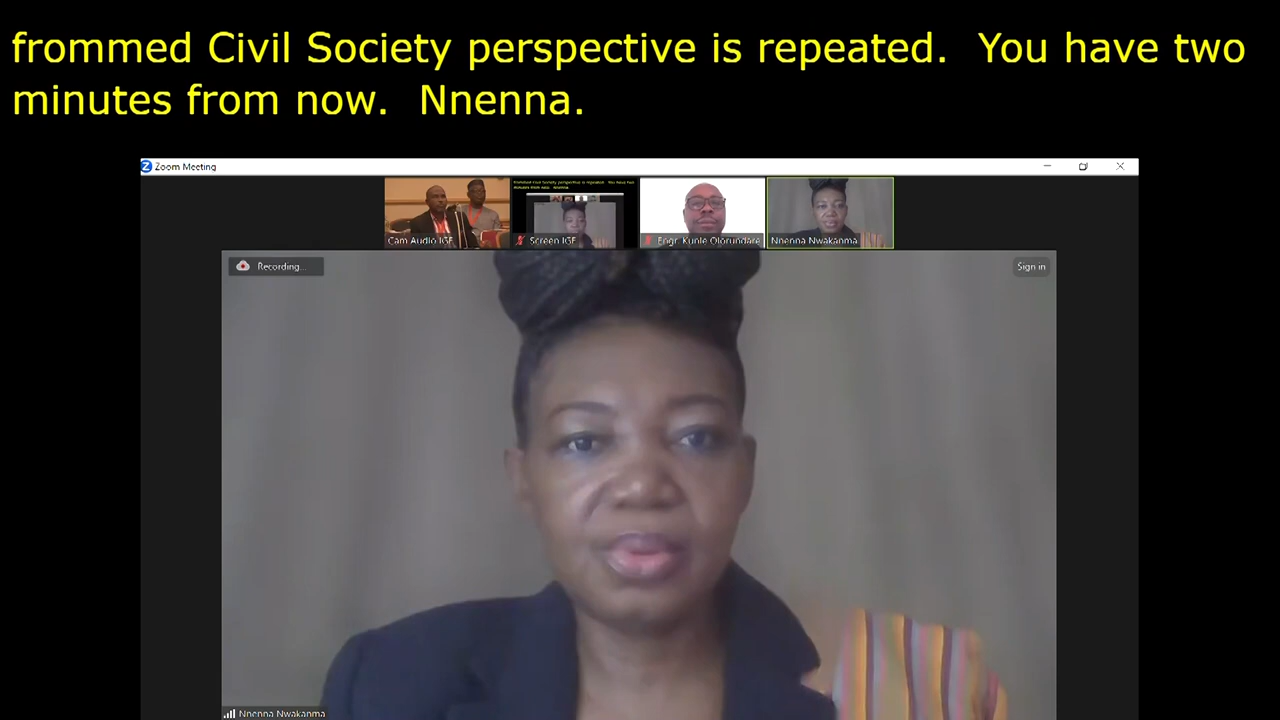 frommed Civil Society perspective is repeated.  You have two
minutes from now.  Nnenna.
Zoom Meeting
Cam Audio IGF
Screen IGF
Engr. Kunle Olorundare
Nnenna Nwakanma
Recording...
Sign in
Nnenna Nwakanma